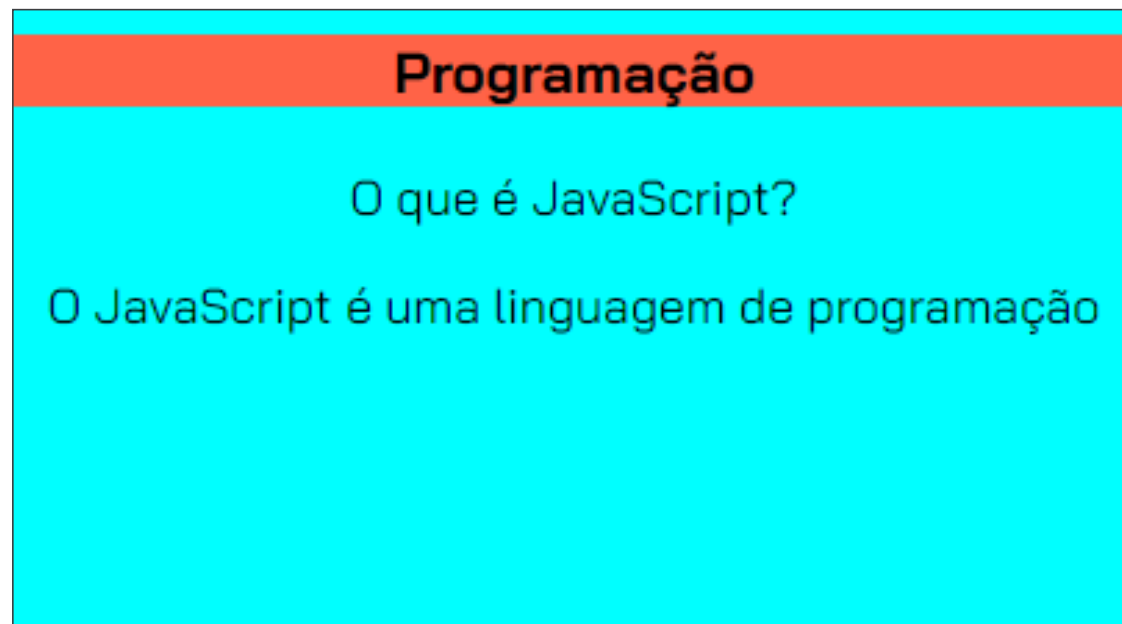 Programação
O que é JavaScript?
O JavaScript é uma linguagem de programação